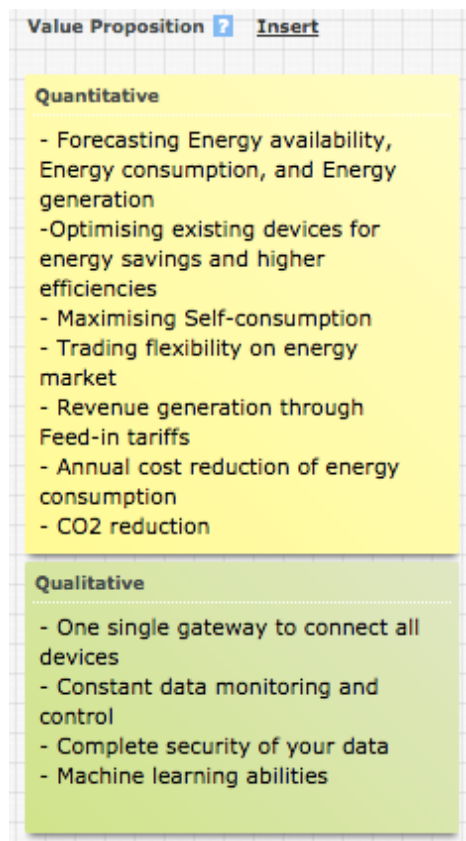 Value Proposition ? Insert
Quantitative
- Forecasting Energy availability,
Energy consumption, and Energy
generation
-Optimising existing devices for
energy savings and higher
efficiencies
- Maximising Self-consumption
- Trading flexibility on energy
market
- Revenue generation through
Feed-in tariffs
- Annual cost reduction of energy
consumption
- CO2 reduction
Qualitative
- One single gateway to connect all
devices
- Constant data monitoring and
control
- Complete security of your data
- Machine learning abilities